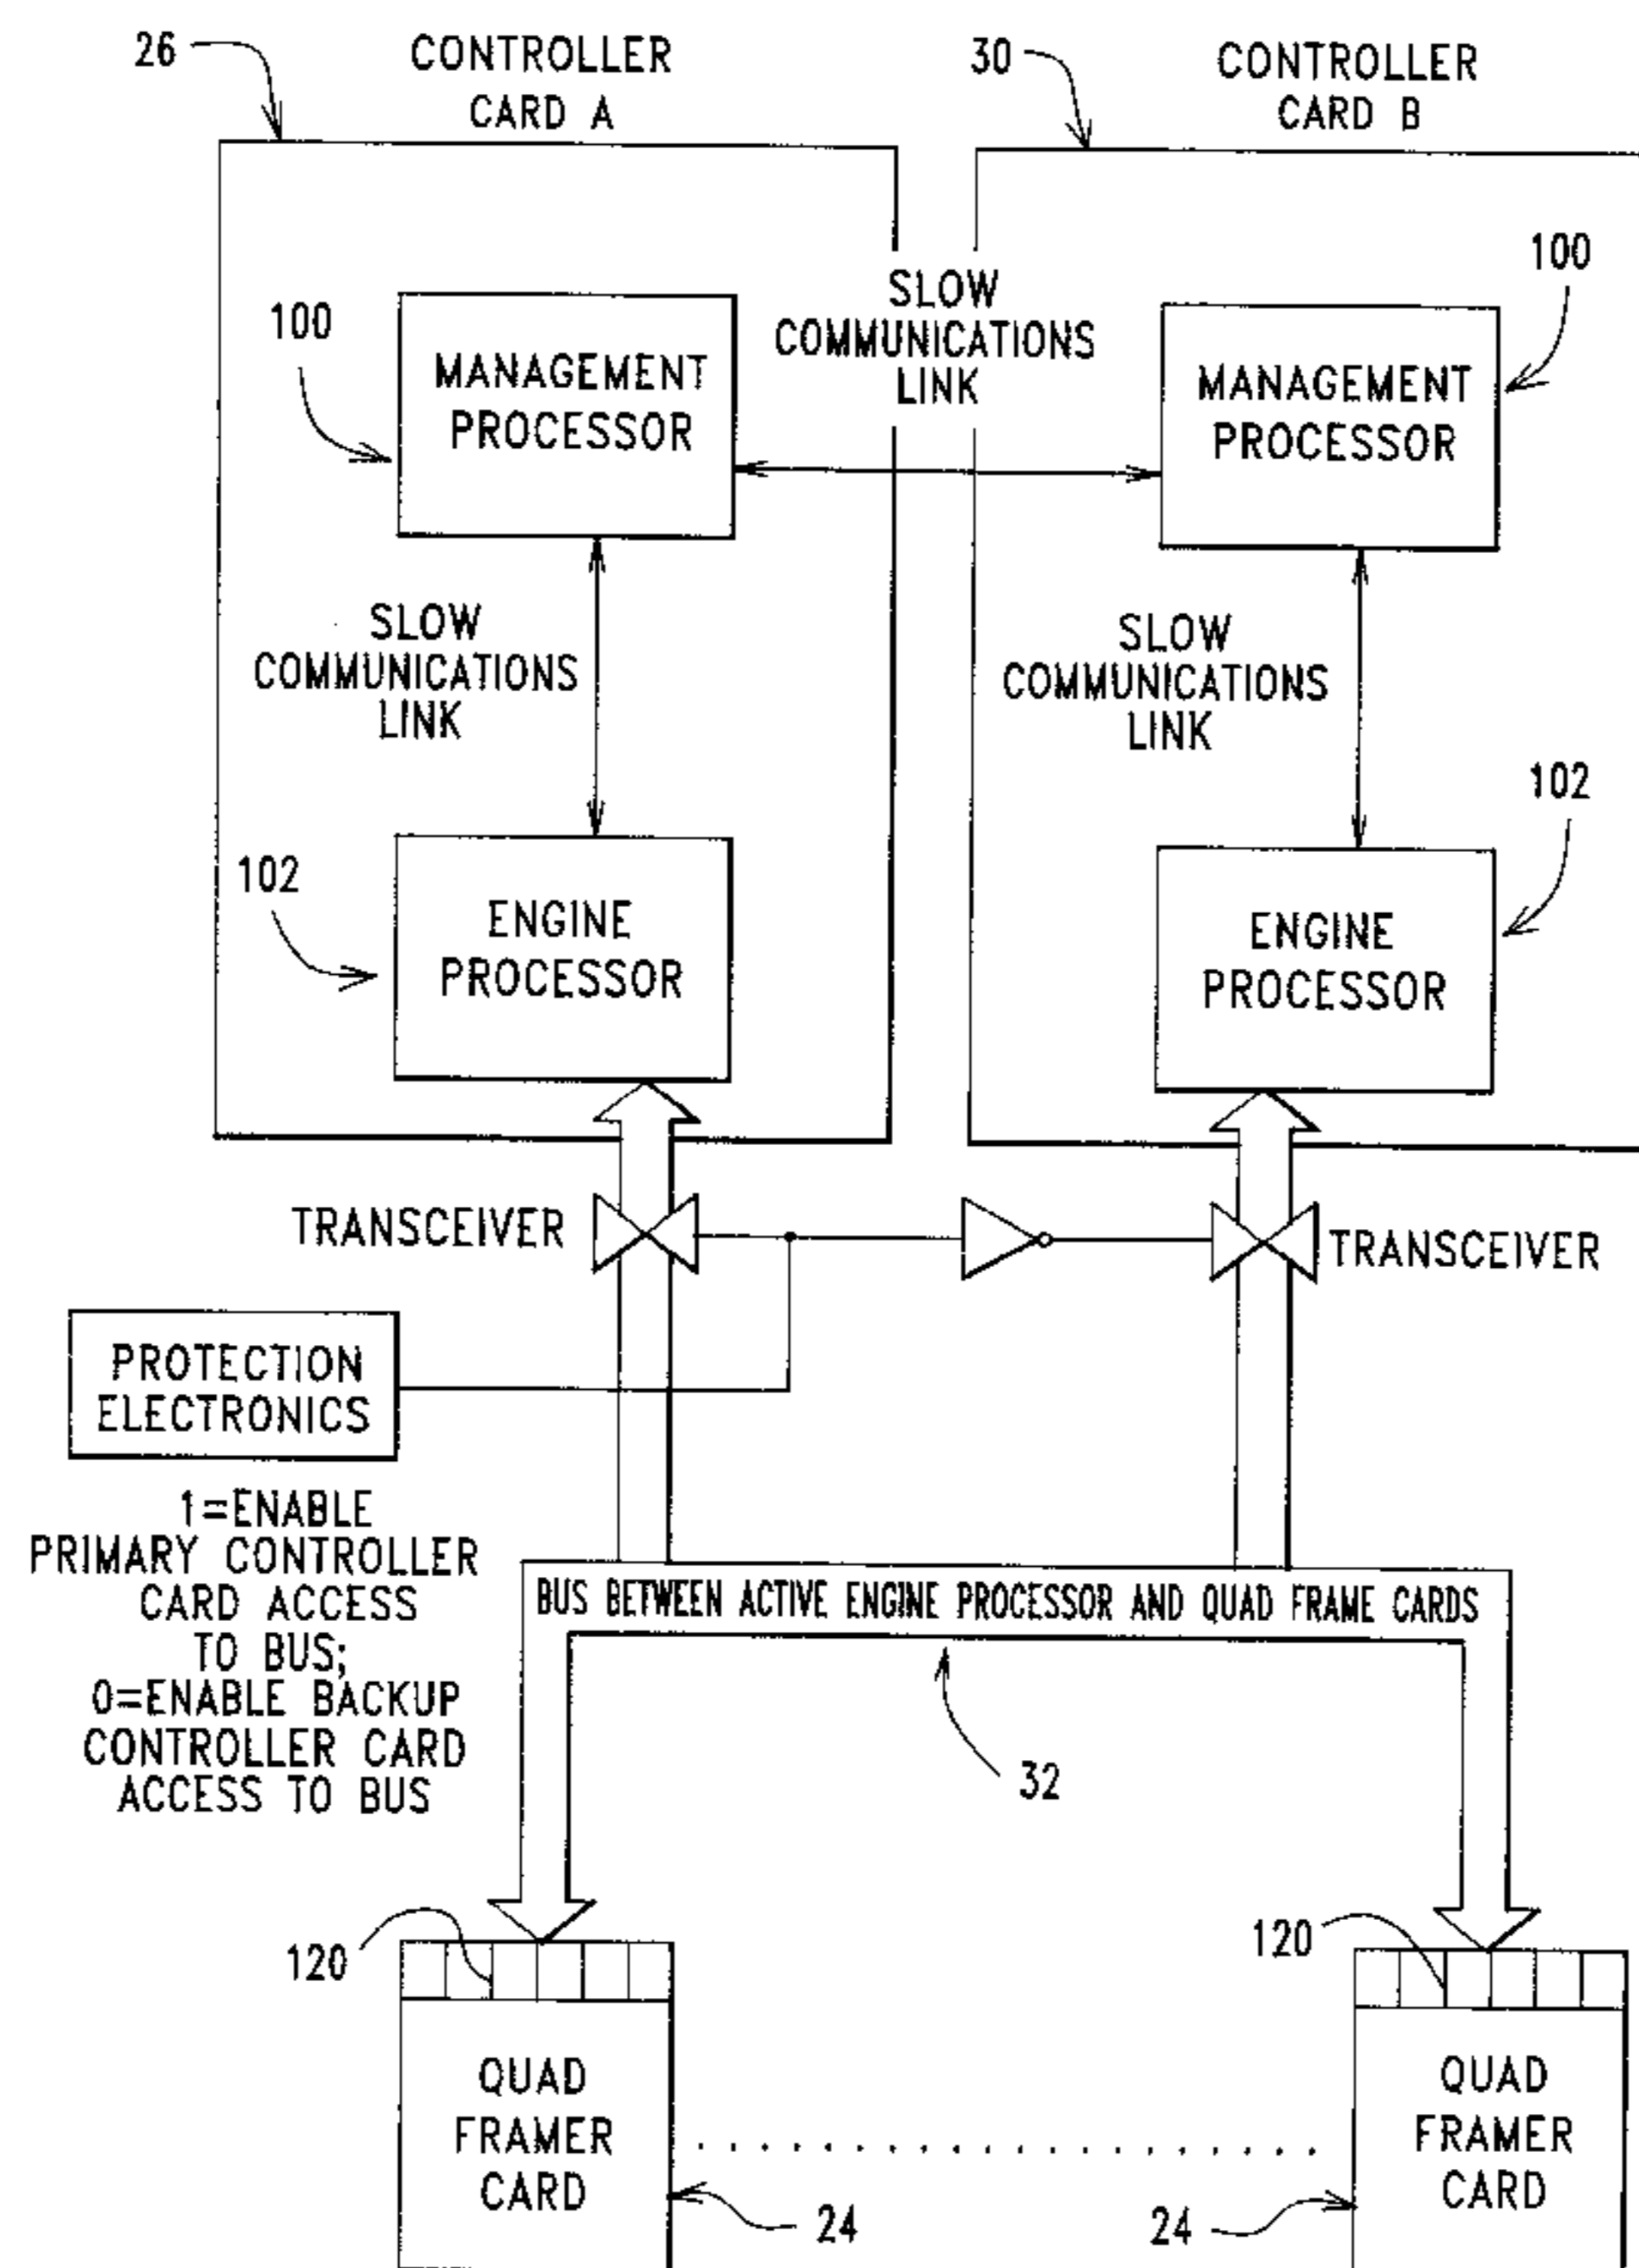 26
CONTROLLER
CARD A
30
CONTROLLER
CARD B
100
MANAGEMENT
PROCESSOR
SLOW
COMMUNICATIONS
LINK
100
MANAGEMENT
PROCESSOR
SLOW
COMMUNICATIONS
LINK
SLOW
COMMUNICATIONS
LINK
102
ENGINE
PROCESSOR
102
ENGINE
PROCESSOR
TRANSCEIVER
TRANSCEIVER
PROTECTION
ELECTRONICS
1=ENABLE
PRIMARY CONTROLLER
CARD ACCESS
TO BUS;
0=ENABLE BACKUP
CONTROLLER CARD
ACCESS TO BUS
BUS BETWEEN ACTIVE ENGINE PROCESSOR AND QUAD FRAME CARDS
32
120
QUAD
FRAMER
CARD
24
120
QUAD
FRAMER
CARD
24